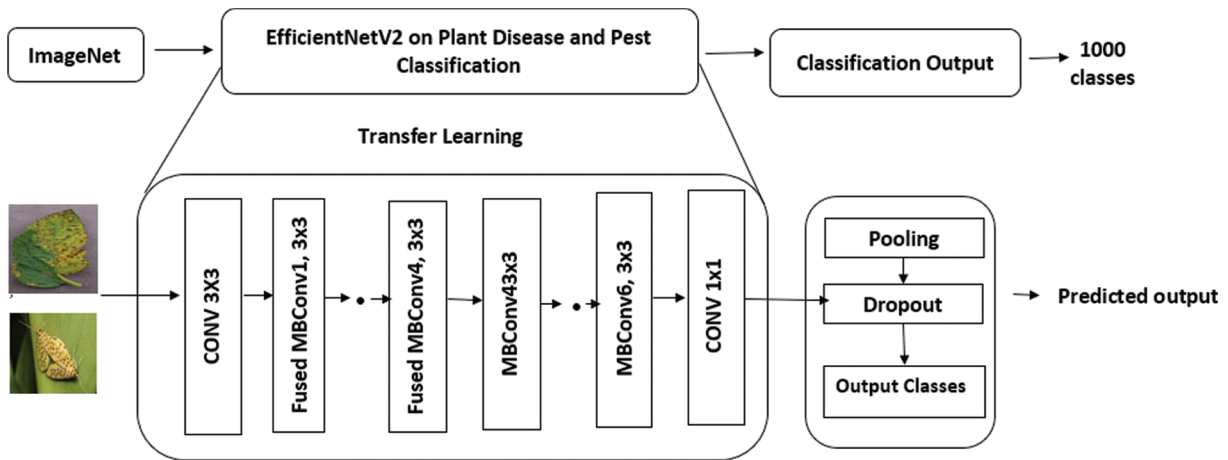 ImageNet
EfficientNetV2 on Plant Disease and Pest
Classification
Classification Output
1000
classes
Transfer Learning
CONV 3X3
Fused MBConv1, 3x3
Fused MBConv4, 3x3
MBConv43x3
MBConv6, 3x3
CONV 1x1
Pooling
Dropout
Output Classes
Predicted output